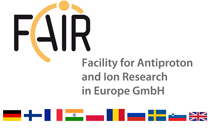 FAIR
Facility for Antiproton
and Ion Research
in Europe GmbH